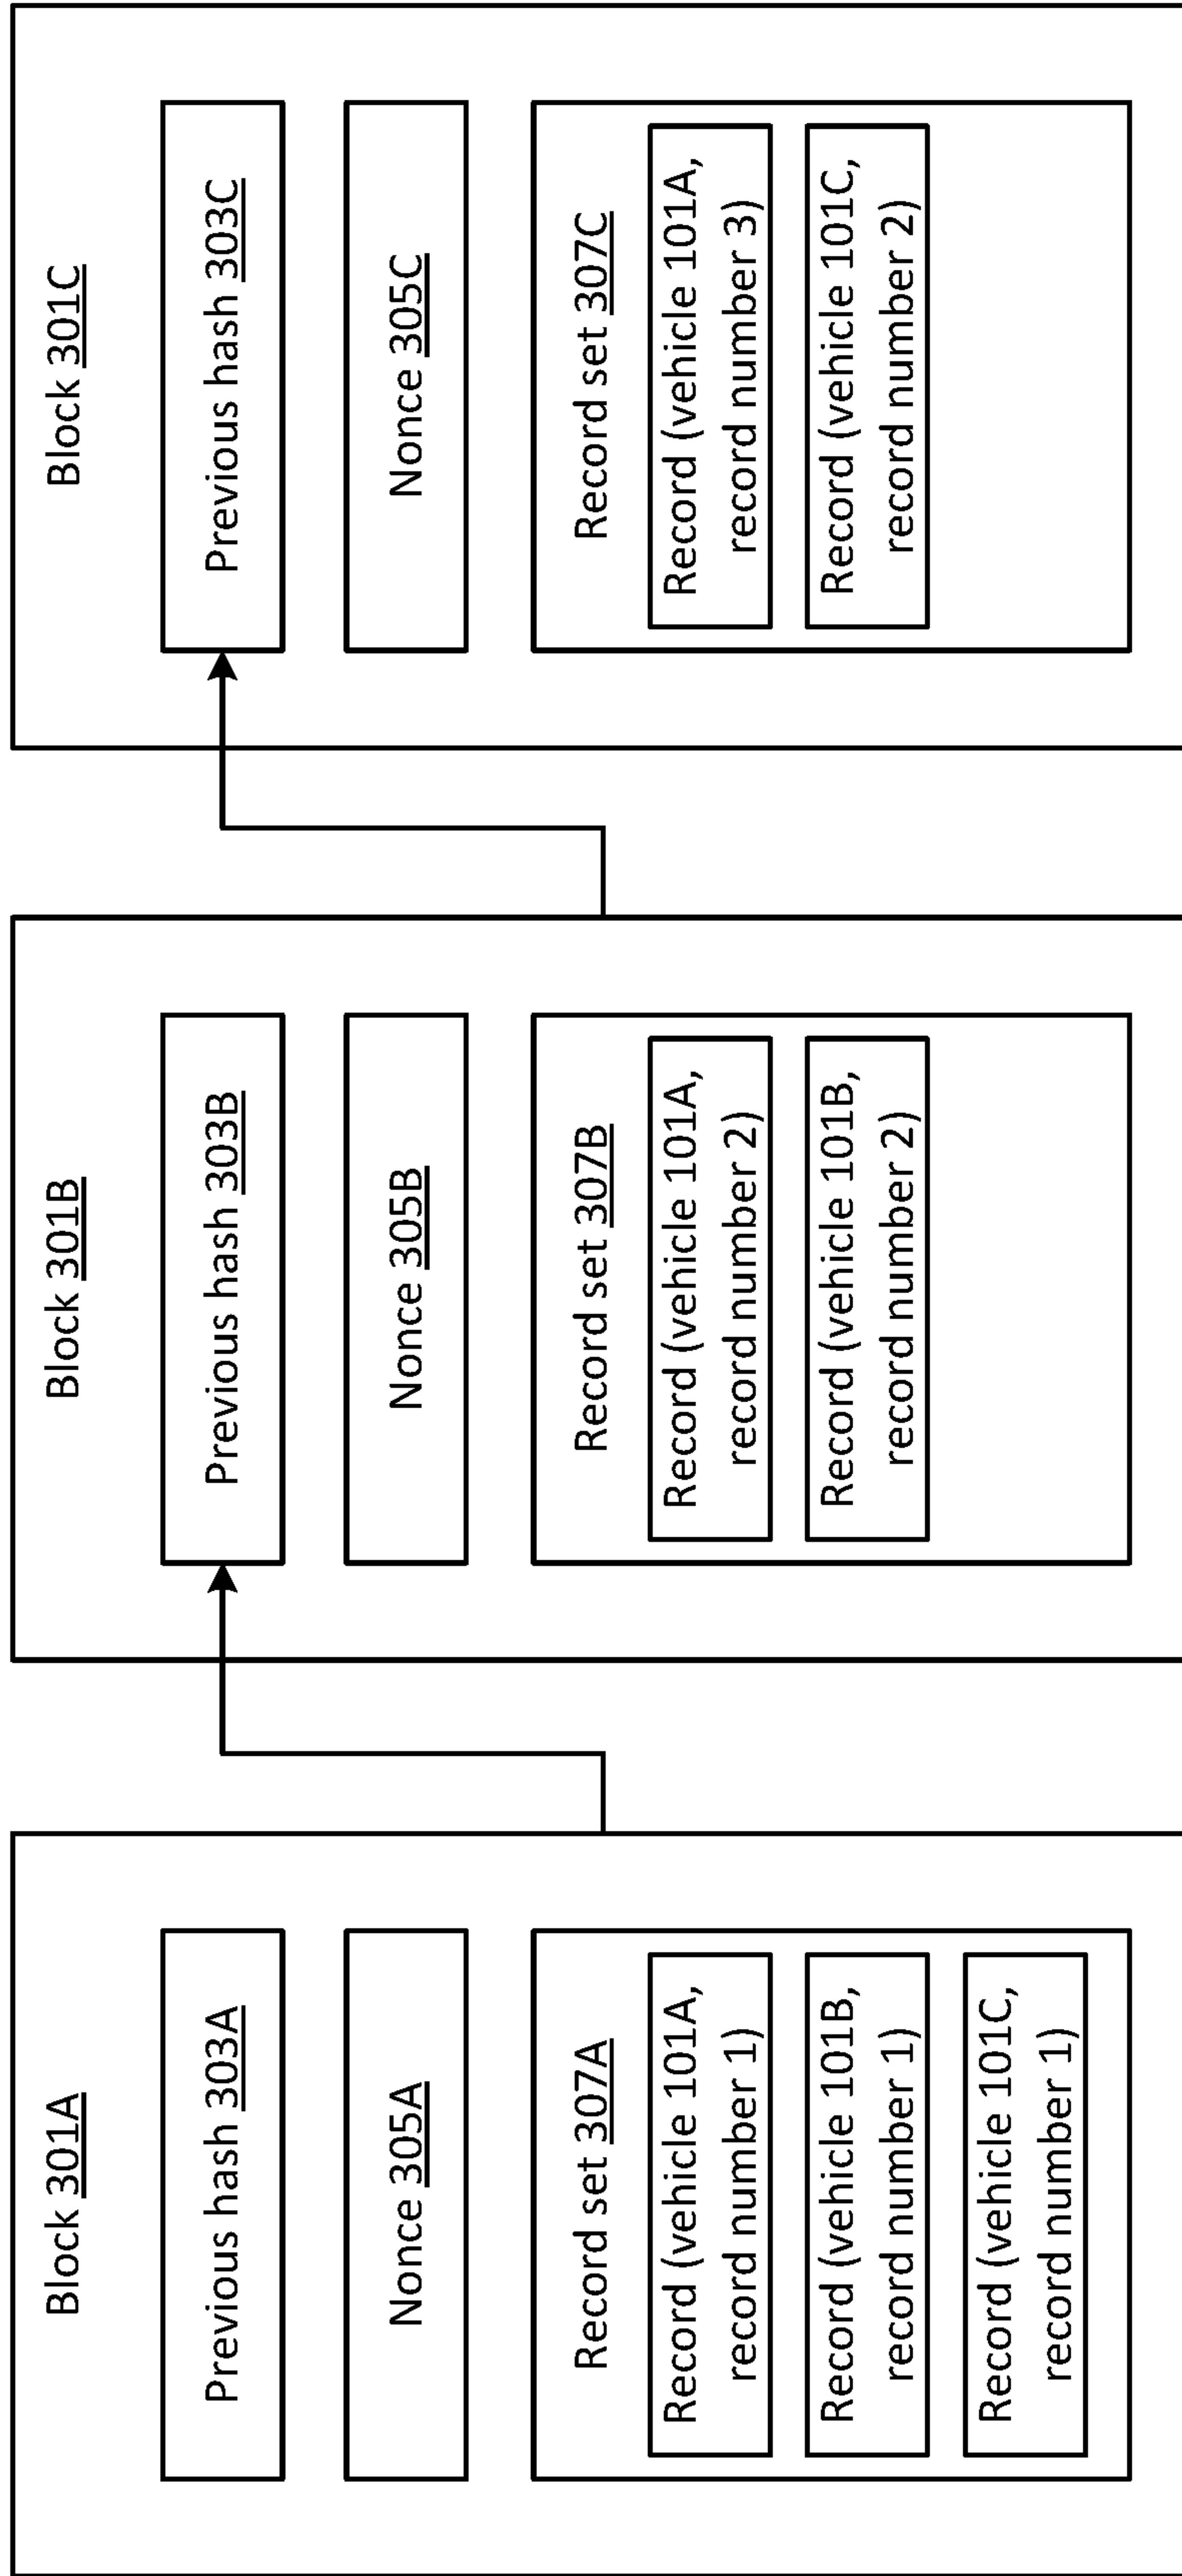 Block 301A
Previous hash 303A
Nonce 305A
Record set 307A
Record (vehicle 101A,
record number 1)
Record (vehicle 101B,
record number 1)
Record (vehicle 101C,
record number 1)
Block 301B
Previous hash 303B
Nonce 305B
Record set 307B
Record (vehicle 101A,
record number 2)
Record (vehicle 101B,
record number 2)
Block 301C
Previous hash 303C
Nonce 305C
Record set 307C
Record (vehicle 101A,
record number 3)
Record (vehicle 101C,
record number 2)